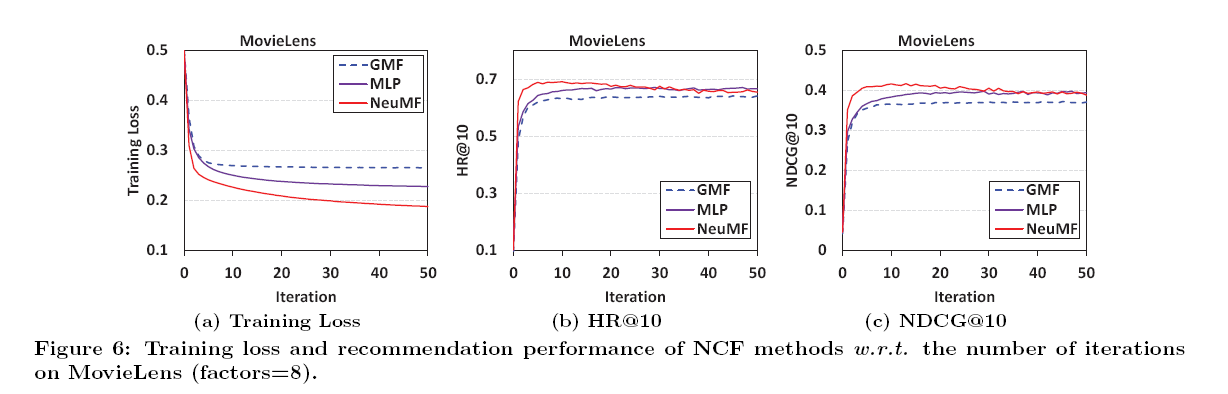 MovieLens
0.5
0.4
0.3
0.2
0.1
Training Loss
GMF
MLP
NeuMF
0 10 20 30 40 50
Iteration
(a) Training Loss
MovieLens
0.7
0.5
0.3
0.1
HR@10
GMF
MLP
NeuMF
0 10 20 30 40 50
Iteration
(b) HR@10
MovieLens
0.5
0.4
0.3
0.2
0.1
0
NDCG@10
GMF
MLP
NeuMF
0 10 20 30 40 50
Iteration
(c) NDCG@10
Figure 6: Training loss and recommendation performance of NCF methods w.r.t. the number of iterations
on MovieLens (factors=8).